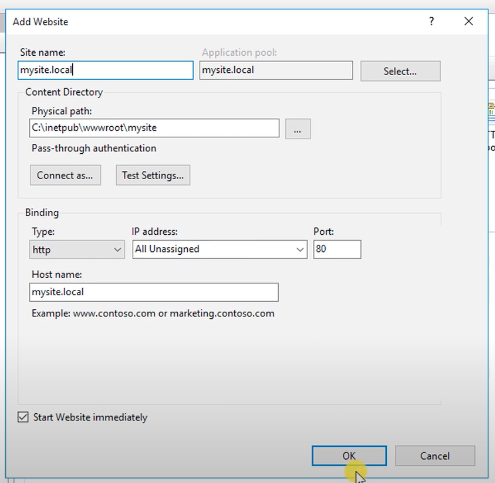 Add Website
?
Site name:
Application pool:
mysite.local
mysite.local
Select...
Content Directory
Physical path:
C:\inetpub\wwwroot\mysite
...
Pass-through authentication
Connect as...
Test Settings...
Binding
Type:
IP address:
Port:
http
All Unassigned
80
Host name:
mysite.local
Example: www.contoso.com or marketing.contoso.com
Start Website immediately
OK
Cancel